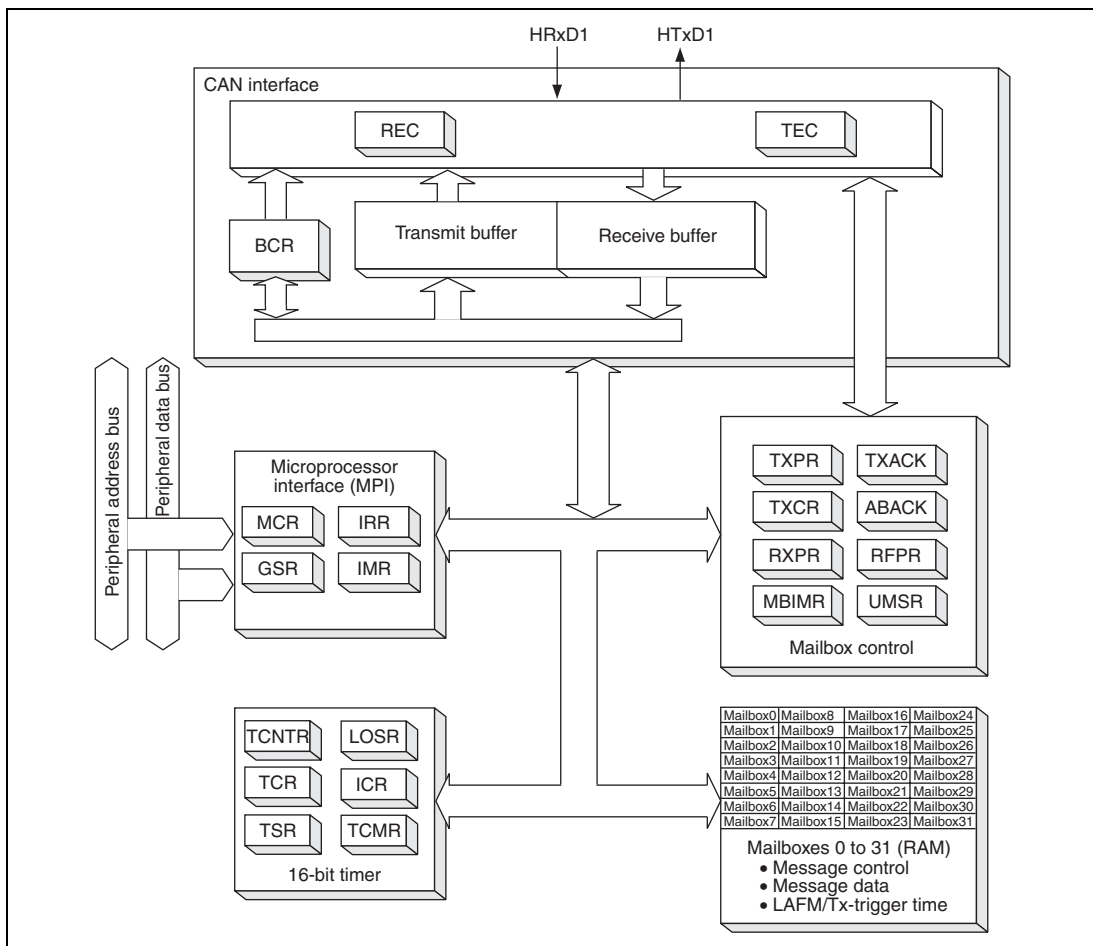 HRxD1 HTxD1
CAN interface
REC TEC
BCR
Transmit buffer Receive buffer
Peripheral address bus
Peripheral data bus
Microprocessor
interface (MPI)
MCR IRR
GSR IMR
TXPR TXACK
TXCR ABACK
RXPR RFPR
MBIMR UMSR
Mailbox control
TCNTR LOSR
TCR ICR
TSR TCMR
16-bit timer
Mailbox0 Mailbox8 Mailbox16 Mailbox24
Mailbox1 Mailbox9 Mailbox17 Mailbox25
Mailbox2 Mailbox10 Mailbox18 Mailbox26
Mailbox3 Mailbox11 Mailbox19 Mailbox27
Mailbox4 Mailbox12 Mailbox20 Mailbox28
Mailbox5 Mailbox13 Mailbox21 Mailbox29
Mailbox6 Mailbox14 Mailbox22 Mailbox30
Mailbox7 Mailbox15 Mailbox23 Mailbox31
Mailboxes 0 to 31 (RAM)
• Message control
• Message data
• LAFM/Tx-trigger time